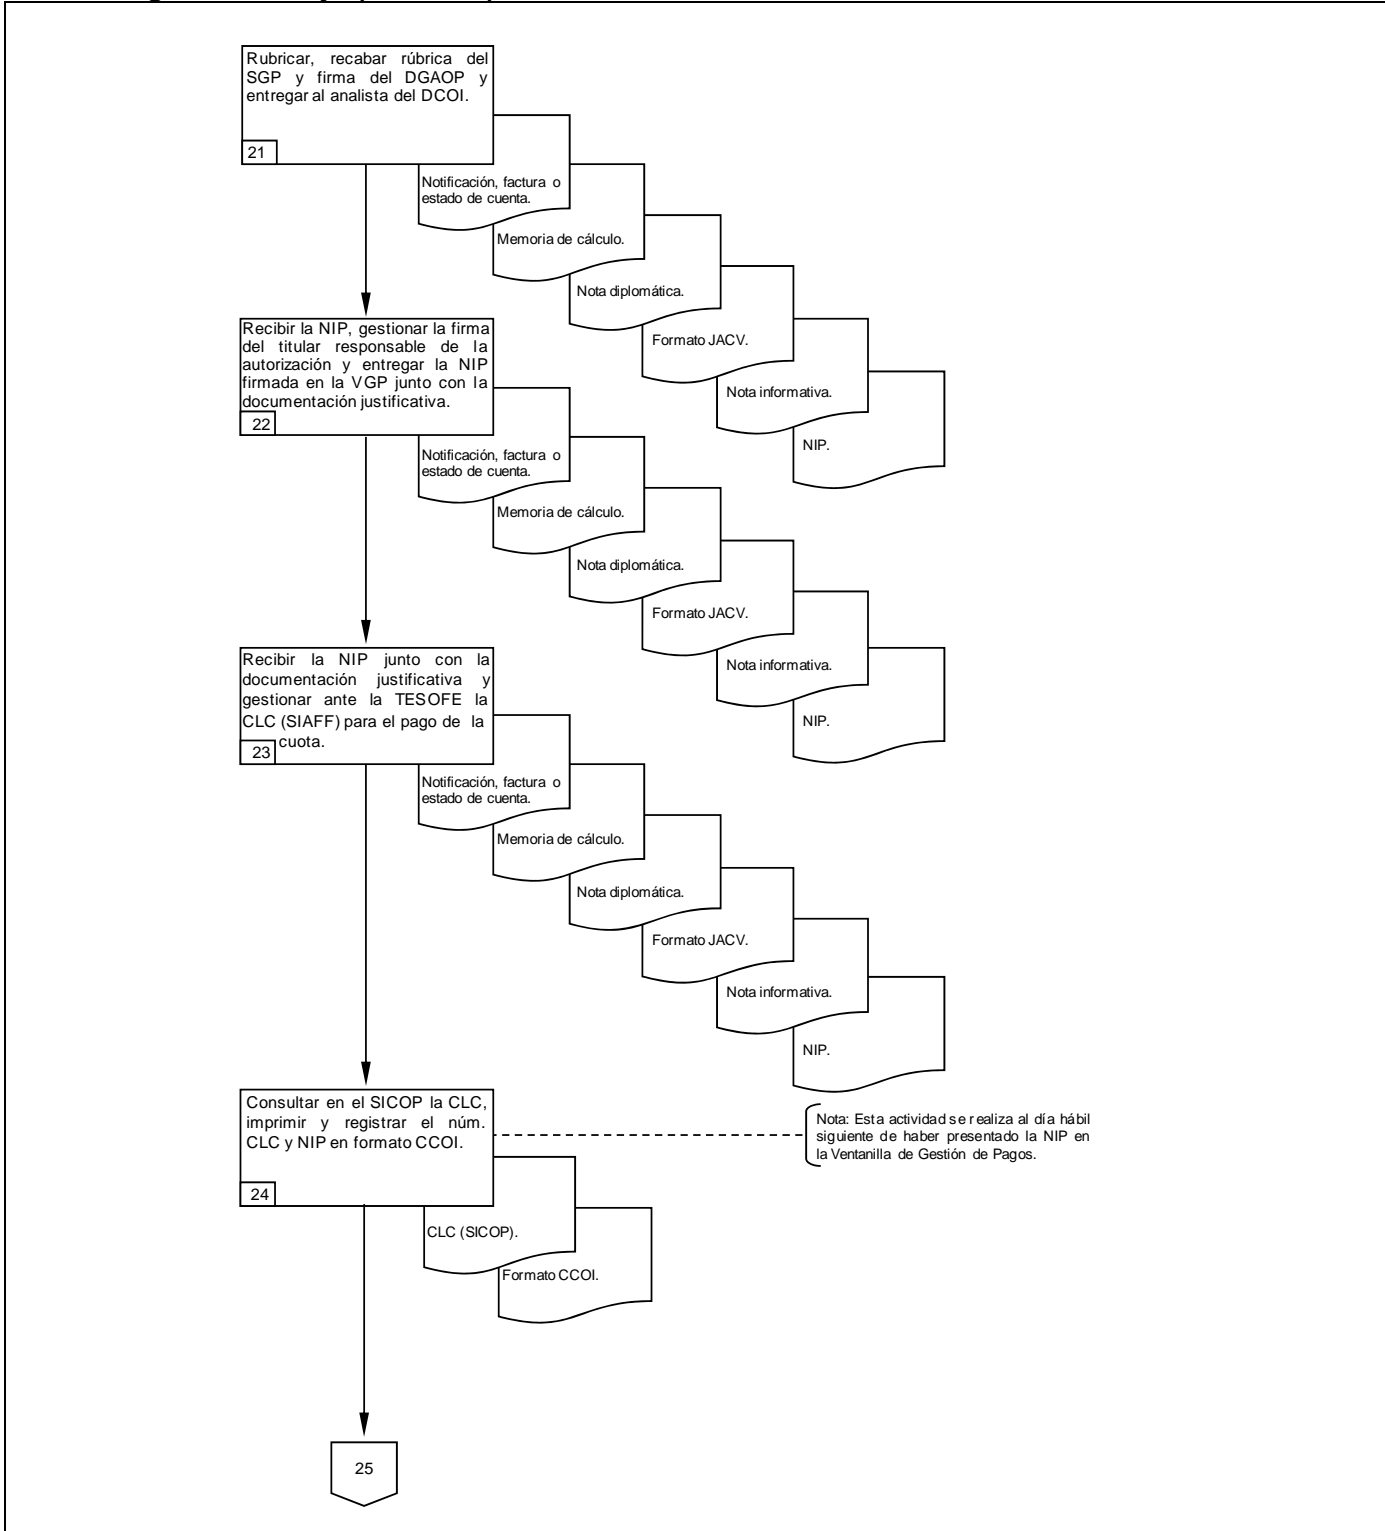 Rubricar, recabar rúbrica del
SGP y firma del DGAOP y
entregar al analista del DCOI.
21
Notificación, factura o
estado de cuenta.
Memoria de cálculo.
Nota diplomática.
Formato JACV.
Nota informativa.
NIP.
Recibir la NIP, gestionar la firma
del titular responsable de la
autorización y entregar la NIP
firmada en la VGP junto con la
documentación justificativa.
22
Notificación, factura o
estado de cuenta.
Memoria de cálculo.
Nota diplomática.
Formato JACV.
Nota informativa.
NIP.
Recibir la NIP junto con la
documentación justificativa y
gestionar ante la TESOFE la
CLC (SIAFF) para el pago de la
cuota.
23
Notificación, factura o
estado de cuenta.
Memoria de cálculo.
Nota diplomática.
Formato JACV.
Nota informativa.
NIP.
Consultar en el SICOP la CLC,
imprimir y registrar el núm.
CLC y NIP en formato CCOI.
24
Nota: Esta actividad se realiza al día hábil
siguiente de haber presentado la NIP en
la Ventanilla de Gestión de Pagos.
CLC (SICOP).
Formato CCOI.
25